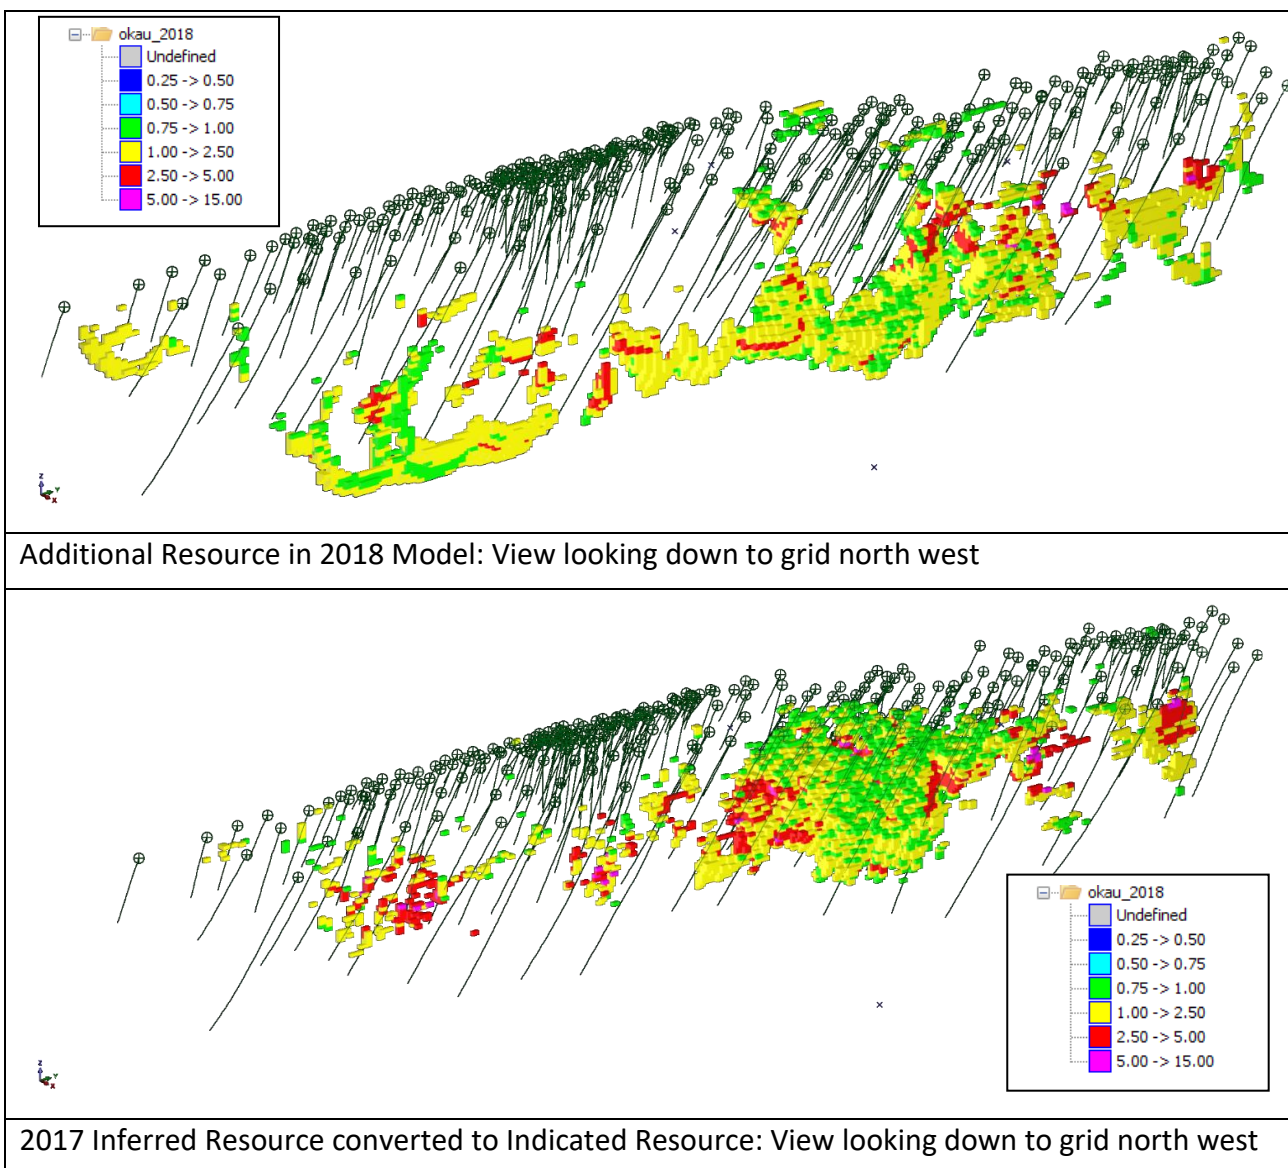 okau_2018
Undefined
0.25 -> 0.50
0.50 -> 0.75
0.75 -> 1.00
1.00 -> 2.50
2.50 -> 5.00
5.00 -> 15.00
Additional Resource in 2018 Model: View looking down to grid north west
okau_2018
Undefined
0.25 -> 0.50
0.50 -> 0.75
0.75 -> 1.00
1.00 -> 2.50
2.50 -> 5.00
5.00 -> 15.00
2017 Inferred Resource converted to Indicated Resource: View looking down to grid north west